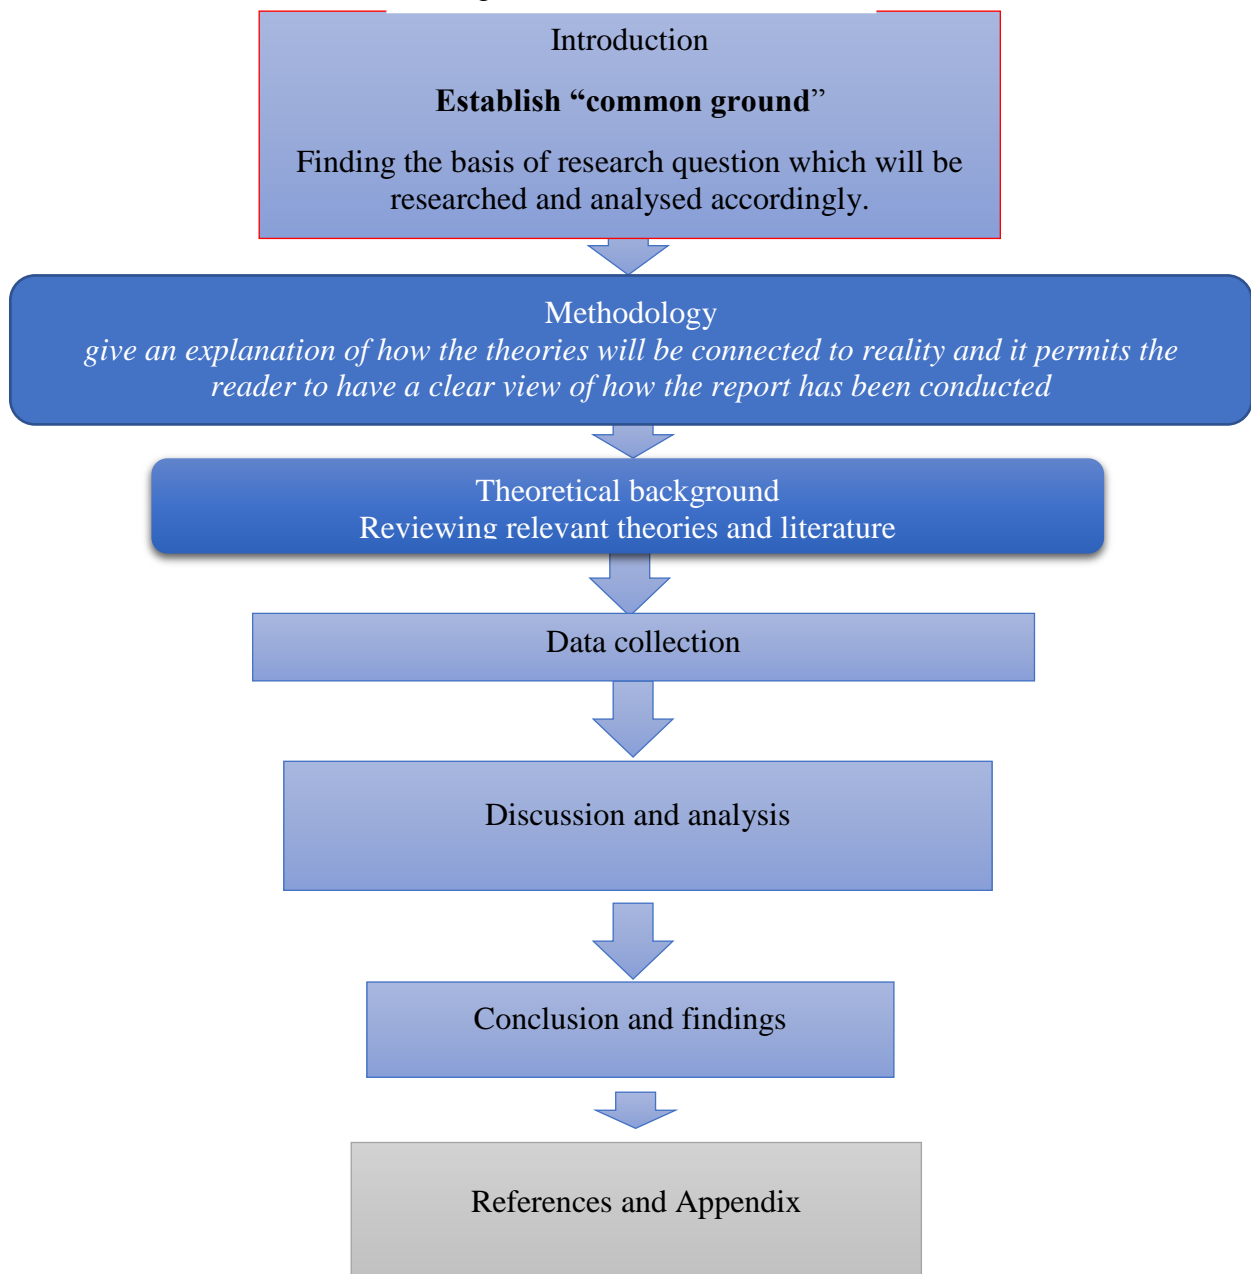 Introduction
Establish “common ground”
Finding the basis of research question which will be
researched and analysed accordingly.
Methodology
give an explanation of how the theories will be connected to reality and it permits the
reader to have a clear view of how the report has been conducted
Theoretical background
Reviewing relevant theories and literature
Data collection
Discussion and analysis
Conclusion and findings
References and Appendix